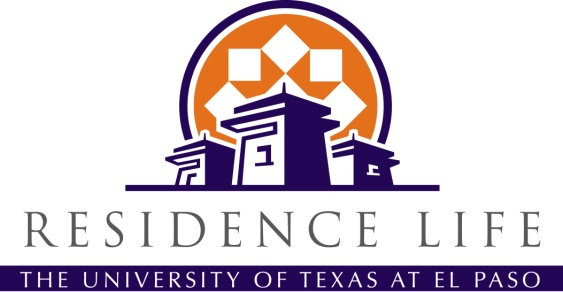 RESIDENCE LIFE
THE UNIVERSITY OF TEXAS AT EL PASO